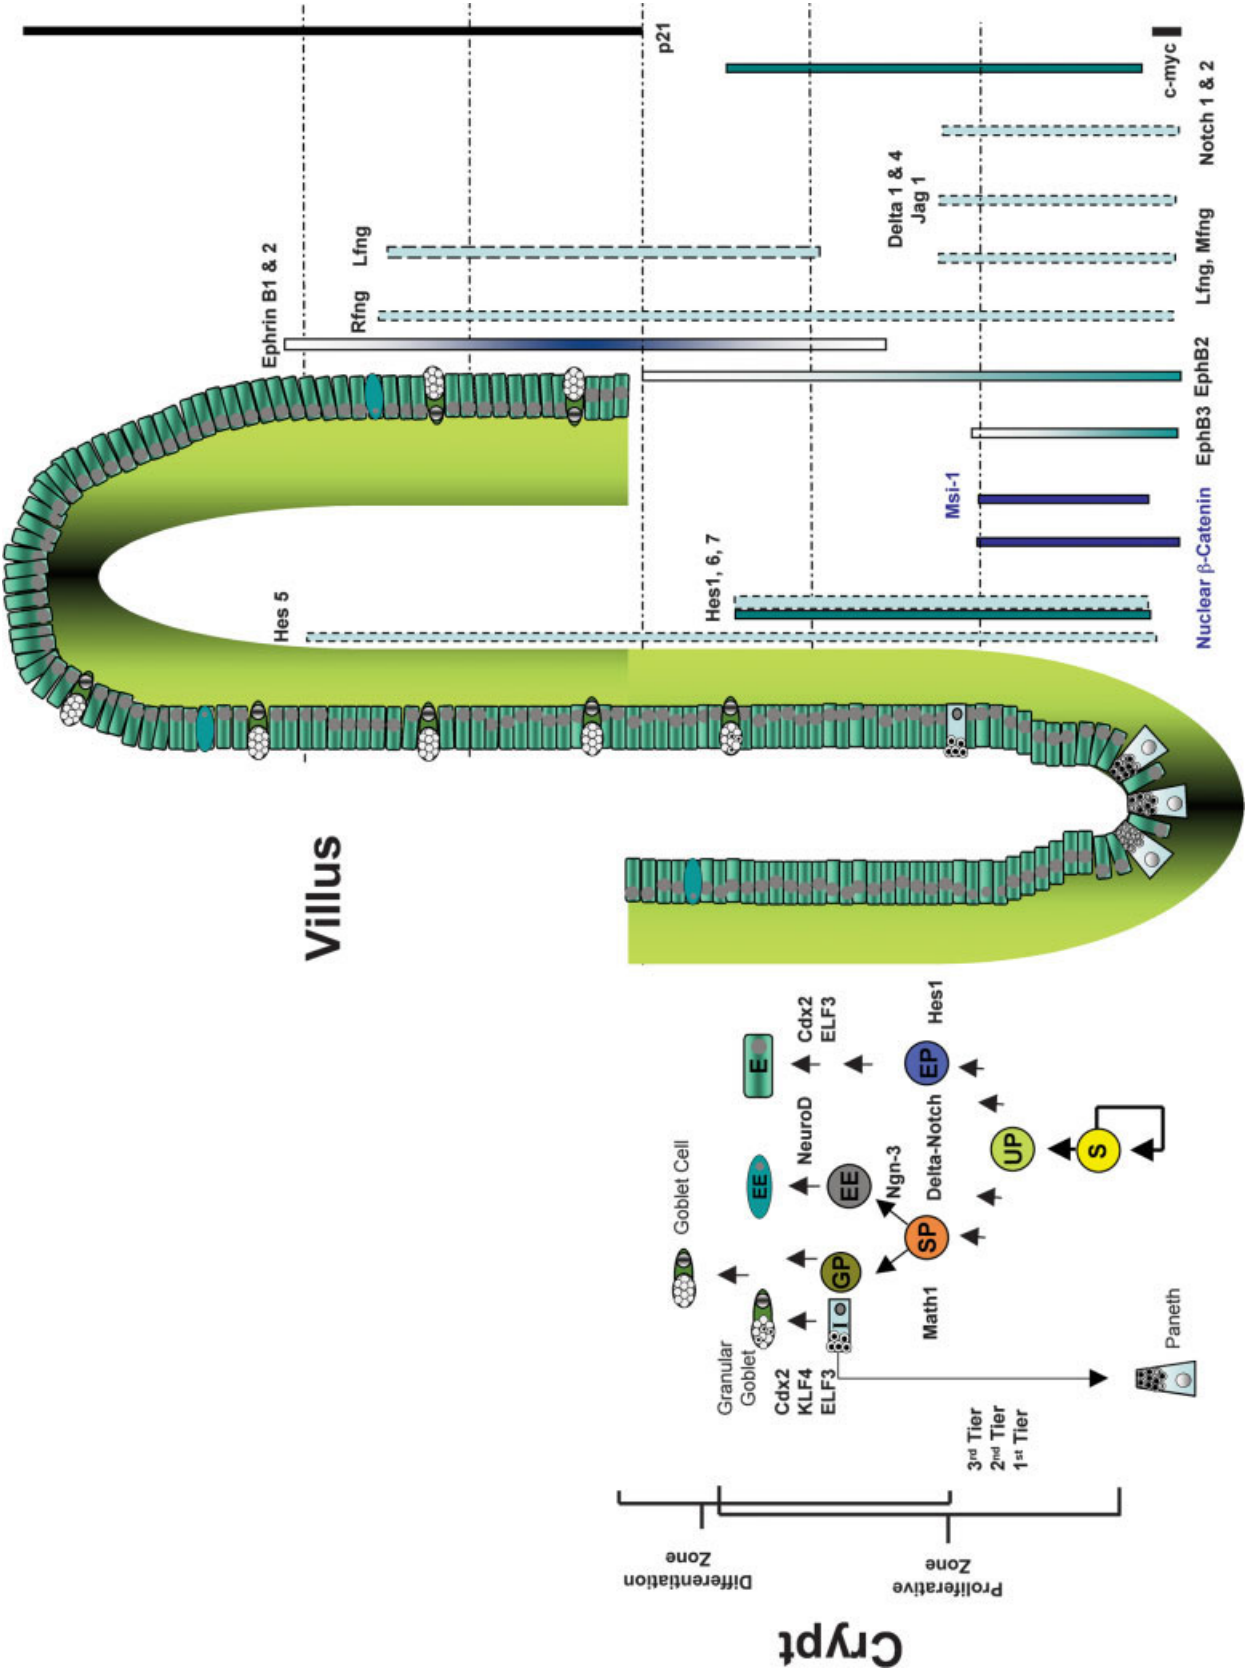 p21
c-myc
Notch 1 & 2
Delta 1 & 4
Jag 1
Lfng, Mfng
Lfng
Rfng
Ephrin B1 & 2
EphB2
EphB3
Msi-1
Nuclear β-Catenin
Hes1, 6, 7
Hes 5
Villus
Hes1
Cdx2
ELF3
E
EP
NeuroD
Delta-Notch
Ngn-3
UP
S
EE
EE
SP
GP
Goblet Cell
Granular
Goblet
I
Math1
Cdx2
KLF4
ELF3
Paneth
3rd Tier
2nd Tier
1st Tier
Differentiation
Zone
Proliferative
Zone
Crypt